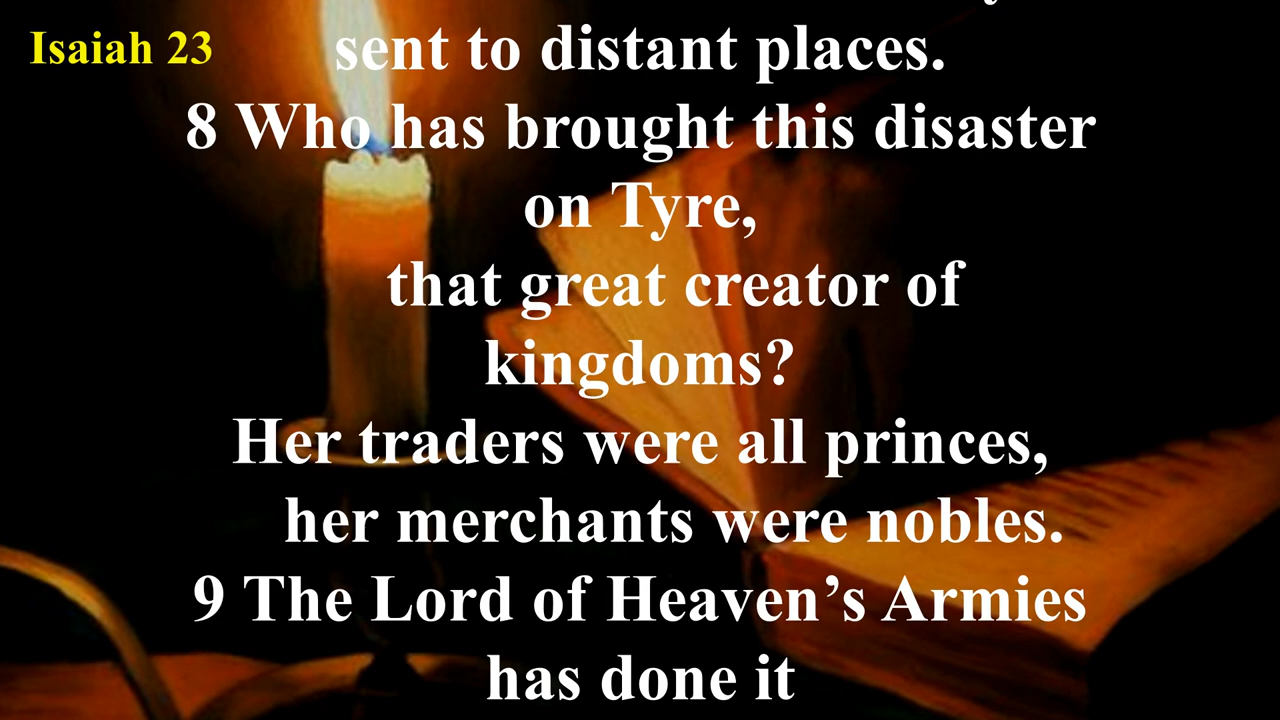 Isaiah 23
sent to distant places.
8 Who has brought this disaster
on Tyre,
that great creator of
kingdoms?
Her traders were all princes,
her merchants were nobles.
9 The Lord of Heaven’s Armies
has done it